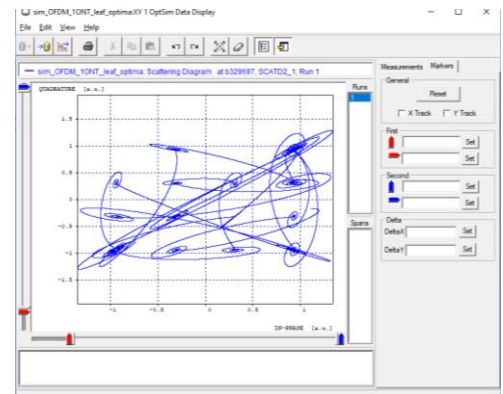 sim_OFDM_1ONT_leaf_optima:XY 1 OptSim Data Display
File Edit View Help
sim_OFDM_1ONT_leaf_optima: Scattering Diagram at b329697, SCATD2_1, Run 1
QUADRATURE [a.u.]
1.5
1
0.5
0
-0.5
-1
-1.5
-1 -0.5 0 0.5 1
IN-PHASE [a.u.]
Runs
1
Spans
Measurements Markers
General
Reset
X Track Y Track
First
Set
Set
Second
Set
Set
Delta
DeltaX Set
DeltaY Set